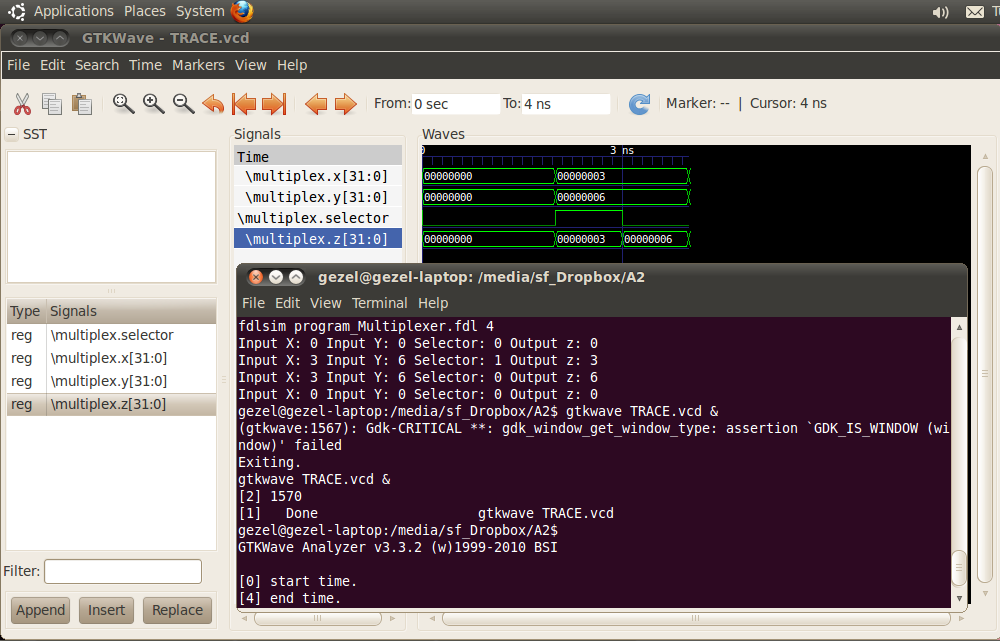 Applications Places System
GTKWave - TRACE.vcd
File Edit Search Time Markers View Help
From: 0 sec To: 4 ns Marker: -- | Cursor: 4 ns
SST
Signals
Waves
Time
0 3 ns
\multiplex.x[31:0] 00000000 00000003
\multiplex.y[31:0] 00000000 00000006
\multiplex.selector
\multiplex.z[31:0] 00000000 00000003 00000006
Type Signals
reg \multiplex.selector
reg \multiplex.x[31:0]
reg \multiplex.y[31:0]
reg \multiplex.z[31:0]
Filter:
Append Insert Replace
gezel@gezel-laptop: /media/sf_Dropbox/A2
File Edit View Terminal Help
fdlsim program_Multiplexer.fdl 4
Input X: 0 Input Y: 0 Selector: 0 Output z: 0
Input X: 3 Input Y: 6 Selector: 1 Output z: 3
Input X: 3 Input Y: 6 Selector: 0 Output z: 6
Input X: 0 Input Y: 0 Selector: 0 Output z: 0
gezel@gezel-laptop:/media/sf_Dropbox/A2$ gtkwave TRACE.vcd &
(gtkwave:1567): Gdk-CRITICAL **: gdk_window_get_window_type: assertion `GDK_IS_WINDOW (wi
ndow)' failed
Exiting.
gtkwave TRACE.vcd &
[2] 1570
[1] Done gtkwave TRACE.vcd
gezel@gezel-laptop:/media/sf_Dropbox/A2$
GTKWave Analyzer v3.3.2 (w)1999-2010 BSI
[0] start time.
[4] end time.